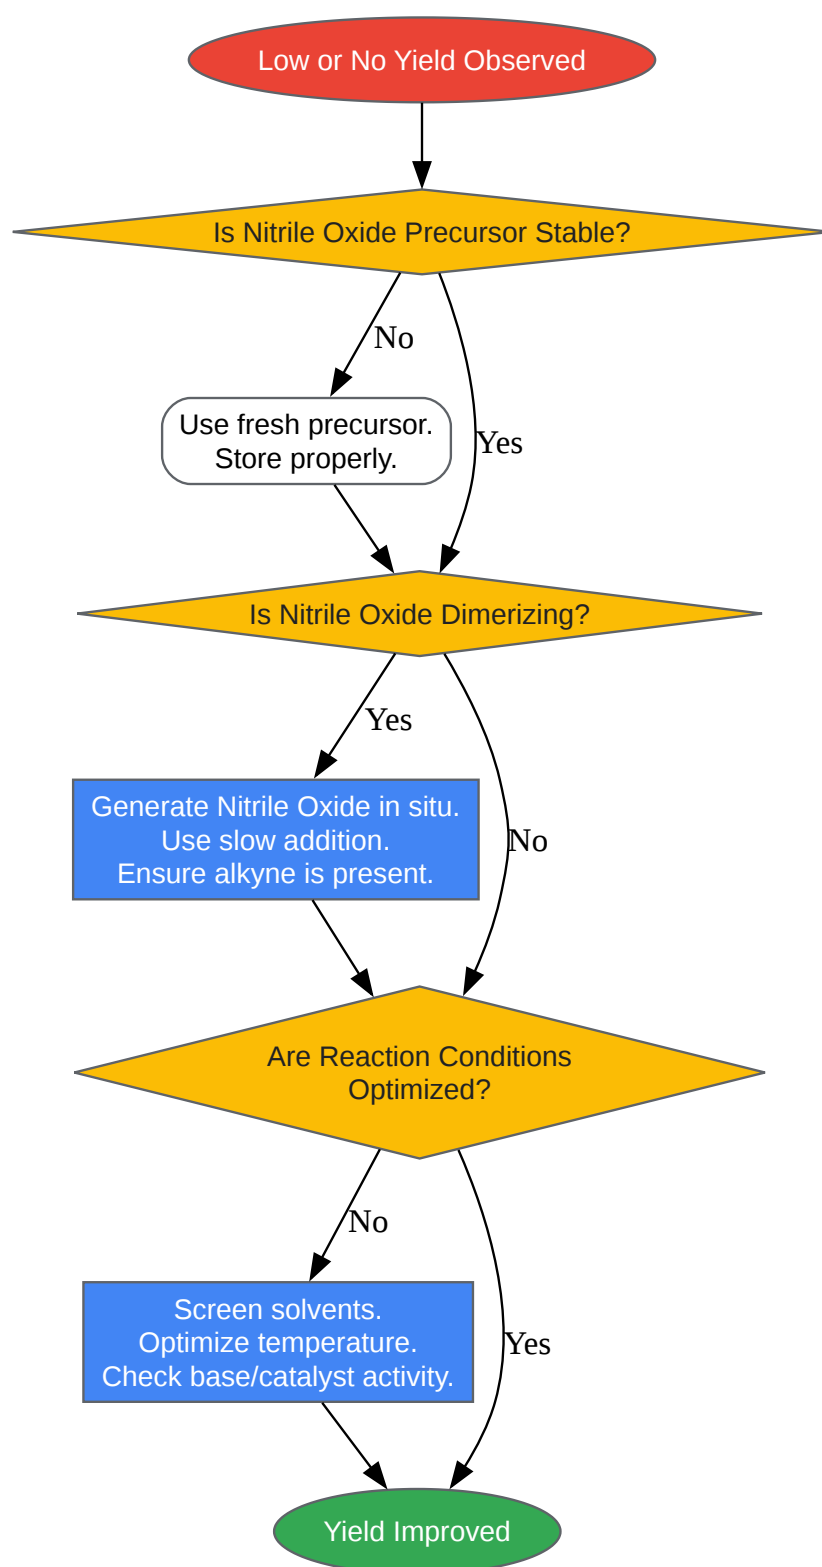 Low or No Yield Observed
Is Nitrile Oxide Precursor Stable?
No
Use fresh precursor.
Store properly.
Yes
Is Nitrile Oxide Dimerizing?
Yes
Generate Nitrile Oxide in situ.
Use slow addition.
Ensure alkyne is present.
No
Are Reaction Conditions
Optimized?
No
Screen solvents.
Optimize temperature.
Check base/catalyst activity.
Yes
Yield Improved